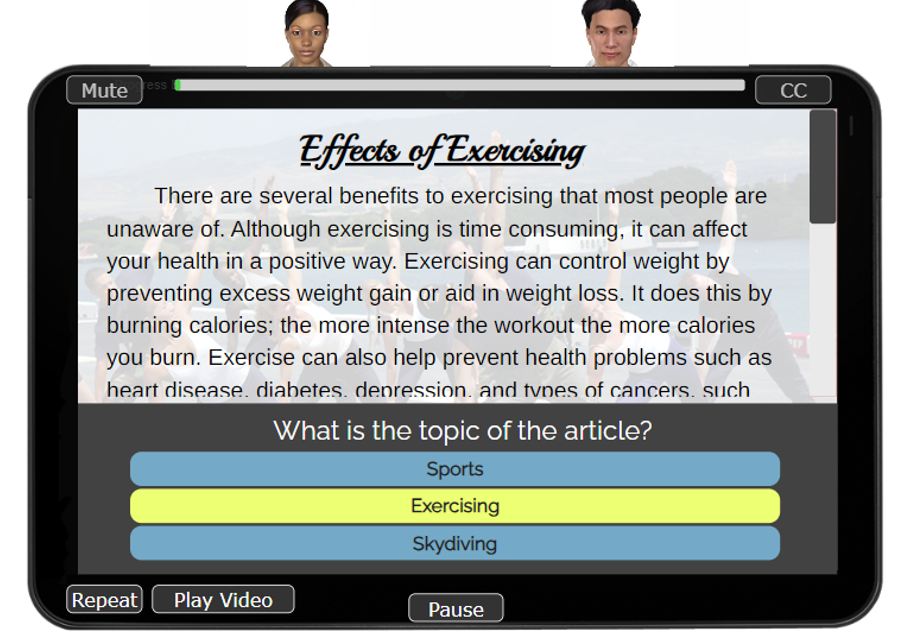 Mute
CC
Effects of Exercising
There are several benefits to exercising that most people are
unaware of. Although exercising is time consuming, it can affect
your health in a positive way. Exercising can control weight by
preventing excess weight gain or aid in weight loss. It does this by
burning calories; the more intense the workout the more calories
you burn. Exercise can also help prevent health problems such as
heart disease, diabetes, depression, and types of cancers, such
What is the topic of the article?
Sports
Exercising
Skydiving
Repeat
Play Video
Pause